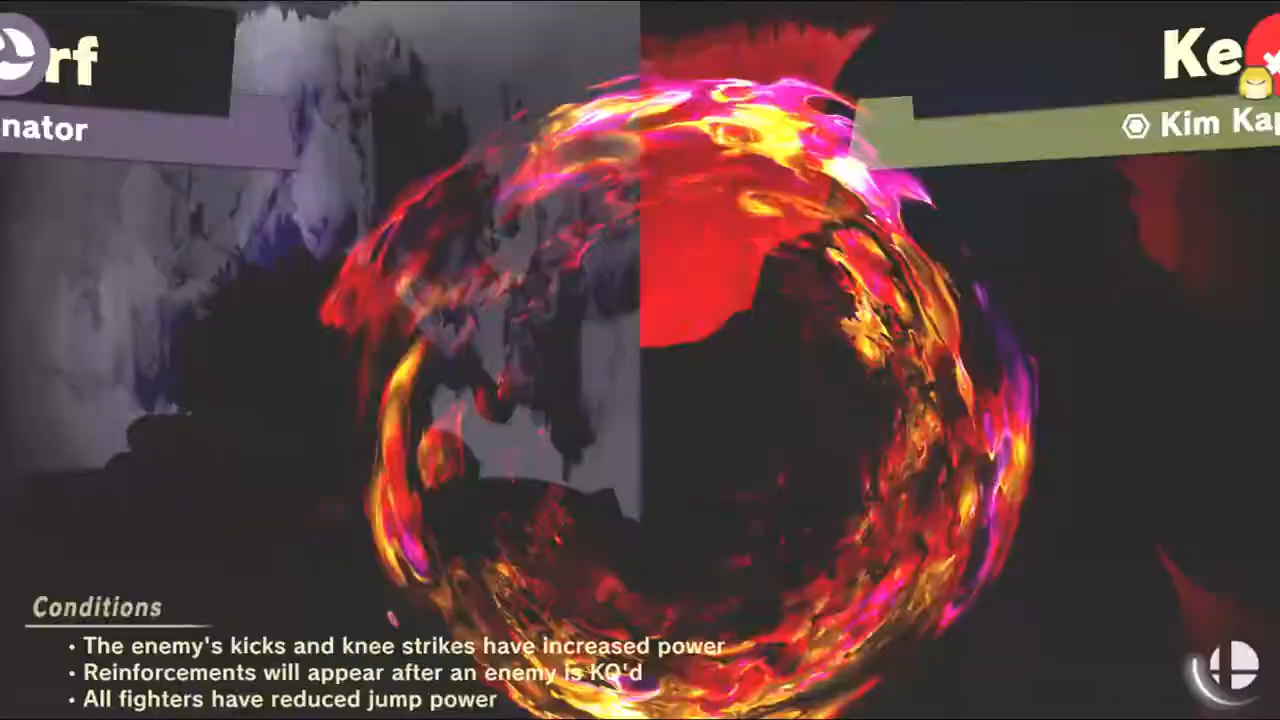 rf
nator
Ke
Kim Ka
Conditions
• The enemy's kicks and knee strikes have increased power
• Reinforcements will appear after an enemy is KO'd
• All fighters have reduced jump power